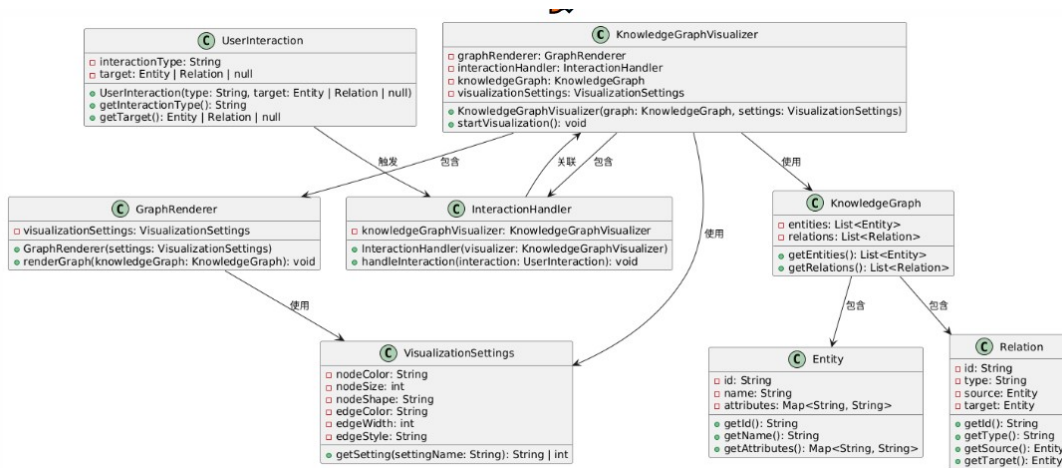 C UserInteraction
interactionType: String
target: Entity | Relation | null
UserInteraction(type: String, target: Entity | Relation | null)
getInteractionType(): String
getTarget(): Entity | Relation | null
C KnowledgeGraphVisualizer
graphRenderer: GraphRenderer
interactionHandler: InteractionHandler
knowledgeGraph: KnowledgeGraph
visualizationSettings: VisualizationSettings
KnowledgeGraphVisualizer(graph: KnowledgeGraph, settings: VisualizationSettings)
startVisualization(): void
触发
包含
关联
包含
使用
使用
C GraphRenderer
visualizationSettings: VisualizationSettings
GraphRenderer(settings: VisualizationSettings)
renderGraph(knowledgeGraph: KnowledgeGraph): void
C InteractionHandler
knowledgeGraphVisualizer: KnowledgeGraphVisualizer
InteractionHandler(visualizer: KnowledgeGraphVisualizer)
handleInteraction(interaction: UserInteraction): void
C KnowledgeGraph
entities: List<Entity>
relations: List<Relation>
getEntities(): List<Entity>
getRelations(): List<Relation>
使用
包含
包含
C VisualizationSettings
nodeColor: String
nodeSize: int
nodeShape: String
edgeColor: String
edgeWidth: int
edgeStyle: String
getSetting(settingName: String): String | int
C Entity
id: String
name: String
attributes: Map<String, String>
getId(): String
getName(): String
getAttributes(): Map<String, String>
C Relation
id: String
type: String
source: Entity
target: Entity
getId(): String
getType(): String
getSource(): Entity
getTarget(): Entity